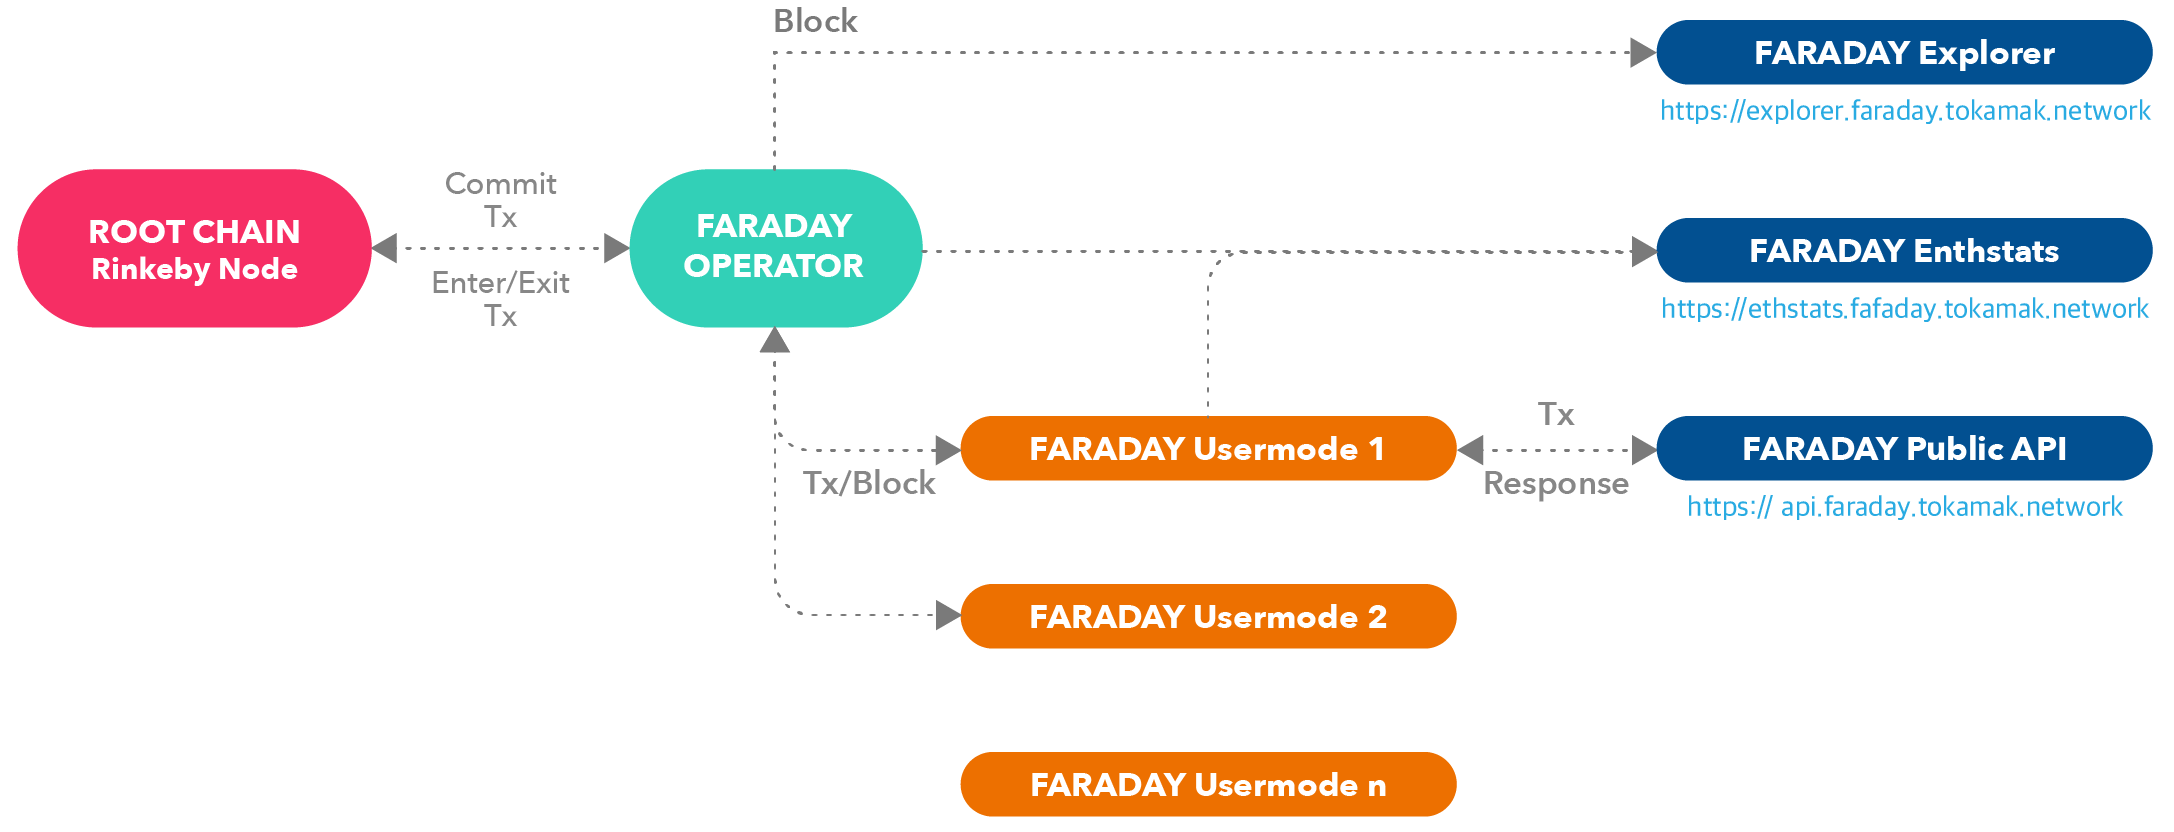 Block
FARADAY Explorer
https://explorer.faraday.tokamak.network
ROOT CHAIN
Rinkeby Node
Commit
Tx
Enter/Exit
Tx
FARADAY
OPERATOR
FARADAY Enthstats
https://ethstats.fafaday.tokamak.network
Tx/Block
FARADAY Usermode 1
Tx
Response
FARADAY Public API
https:// api.faraday.tokamak.network
FARADAY Usermode 2
FARADAY Usermode n